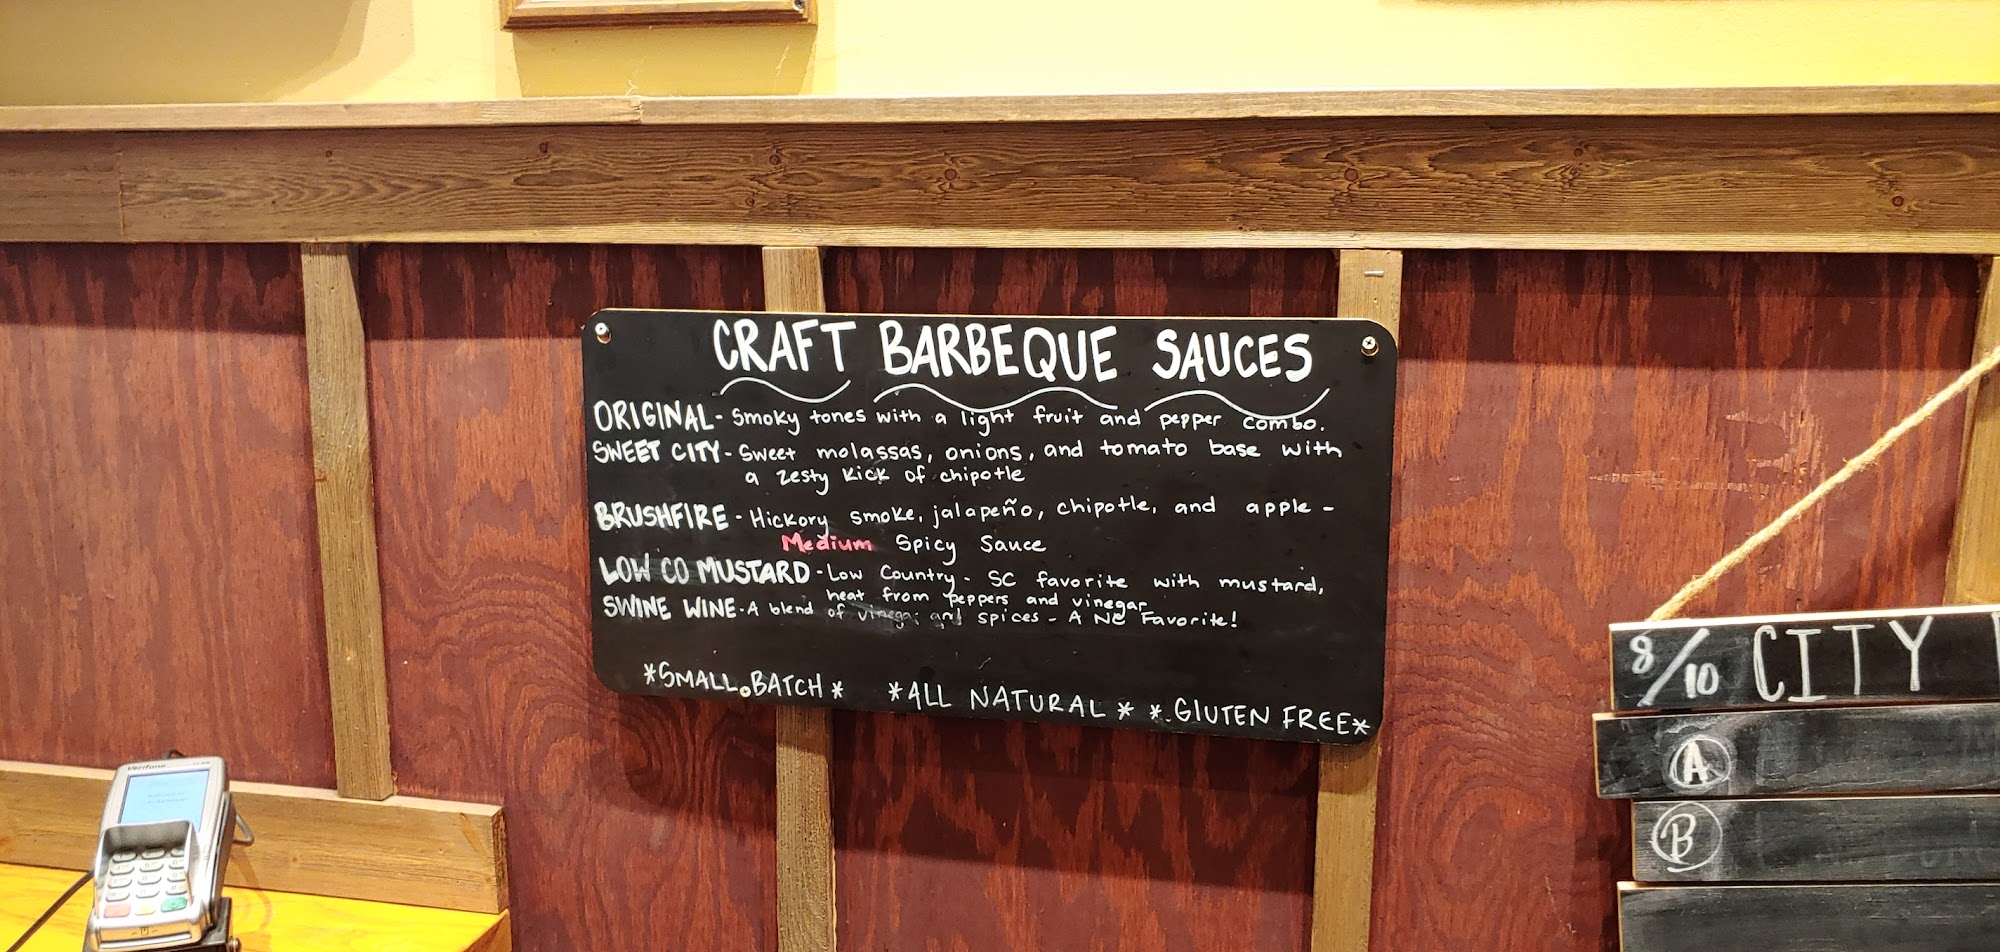 CRAFT BARBEQUE SAUCES
ORIGINAL - Smoky tones with a light fruit and pepper combo.
SWEET CITY - Sweet molassas, onions, and tomato base with
a zesty kick of chipotle
BRUSHFIRE - Hickory smoke, jalapeño, chipotle, and apple -
Medium Spicy Sauce
LOW CO MUSTARD - Low Country - SC favorite with mustard,
heat from peppers and vinegar
SWINE WINE - A blend of vinegar and spices - A NC Favorite!
*SMALL BATCH* *ALL NATURAL* *GLUTEN FREE*
8/10 CITY
A
B
Verifone